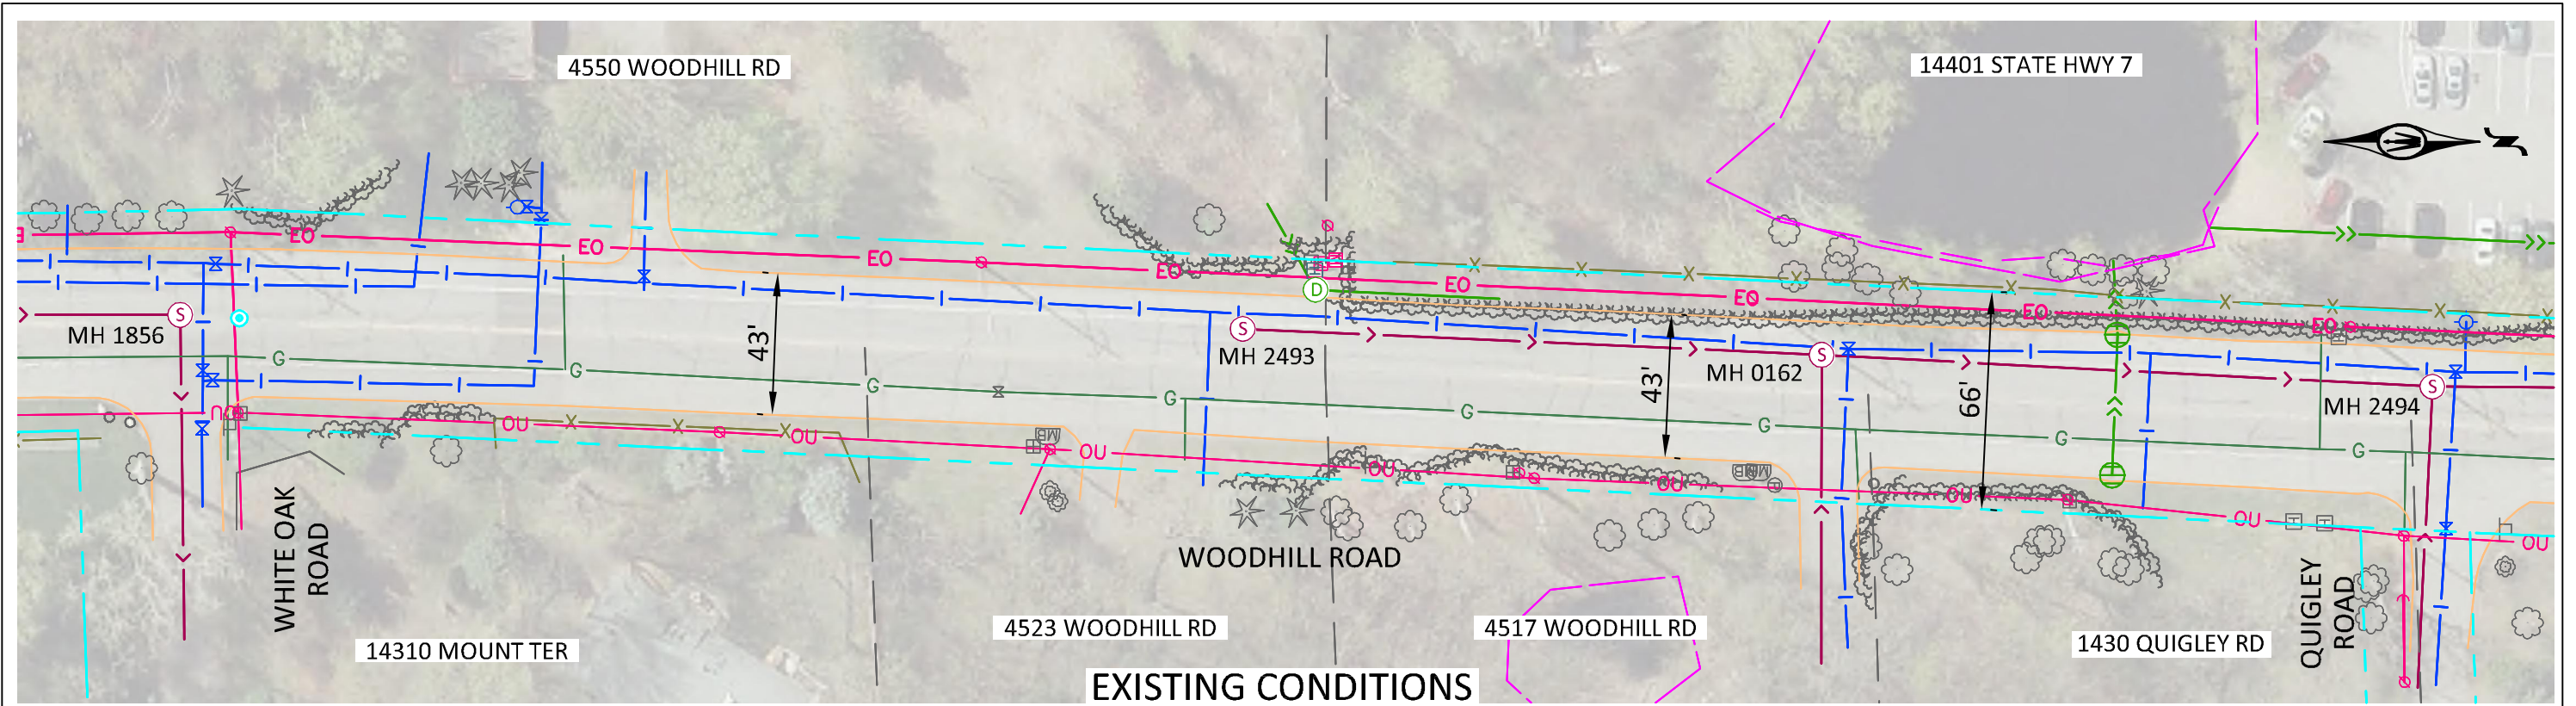 4550 WOODHILL RD
14401 STATE HWY 7
EO
EO
EO
EO
EO
EO
EO
EO
MH 1856
S
D
S
MH 2493
S
MH 0162
S
MH 2494
43'
43'
66'
G
G
G
G
G
G
G
G
OU
OU
OU
OU
OU
OU
OU
OU
OU
X
X
X
MB
WHITE OAK
ROAD
WOODHILL ROAD
QUIGLEY
ROAD
14310 MOUNT TER
4523 WOODHILL RD
4517 WOODHILL RD
1430 QUIGLEY RD
EXISTING CONDITIONS